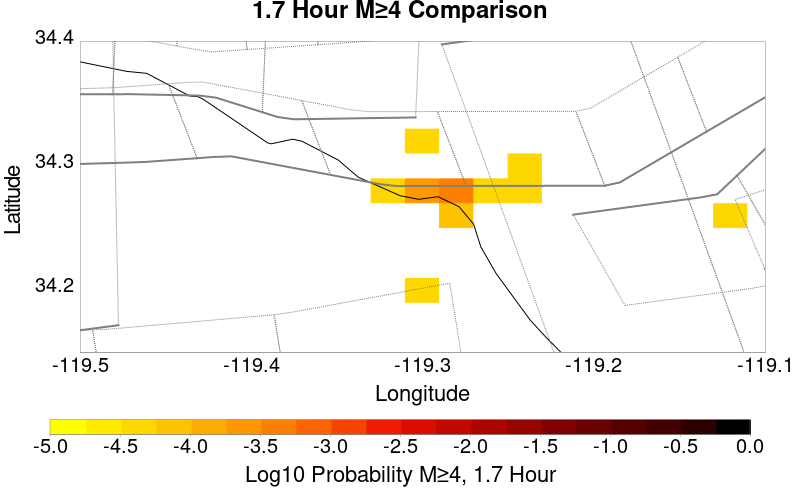 1.7 Hour M≥4 Comparison
34.4
34.3
34.2
Latitude
-119.5 -119.4 -119.3 -119.2 -119.1
Longitude
-5.0 -4.5 -4.0 -3.5 -3.0 -2.5 -2.0 -1.5 -1.0 -0.5 0.0
Log10 Probability M≥4, 1.7 Hour